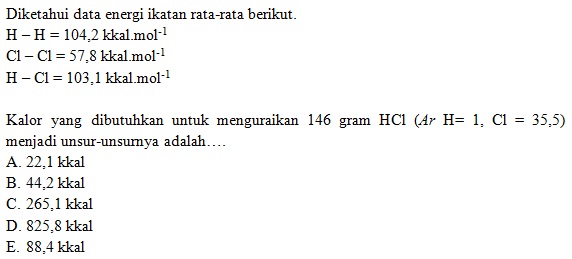 Diketahui data energi ikatan rata-rata berikut.
H – H = 104,2 kkal.mol⁻¹
Cl – Cl = 57,8 kkal.mol⁻¹
H – Cl = 103,1 kkal.mol⁻¹
Kalor yang dibutuhkan untuk menguraikan 146 gram HCl (Ar H= 1, Cl = 35,5)
menjadi unsur-unsurnya adalah....
A. 22,1 kkal
B. 44,2 kkal
C. 265,1 kkal
D. 825,8 kkal
E. 88,4 kkal